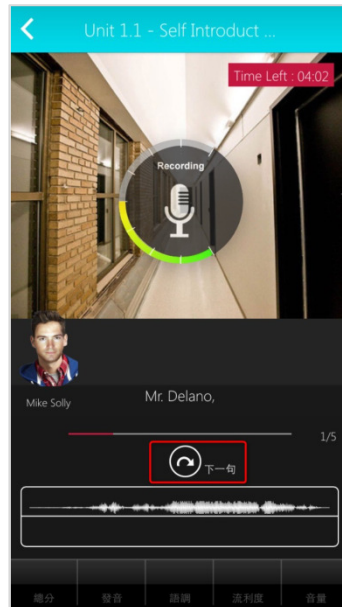 Unit 1.1 - Self Introduct ...
Time Left : 04:02
Recording
Mike Solly
Mr. Delano,
1/5
下一句
總分 發音 語調 流利度 音量